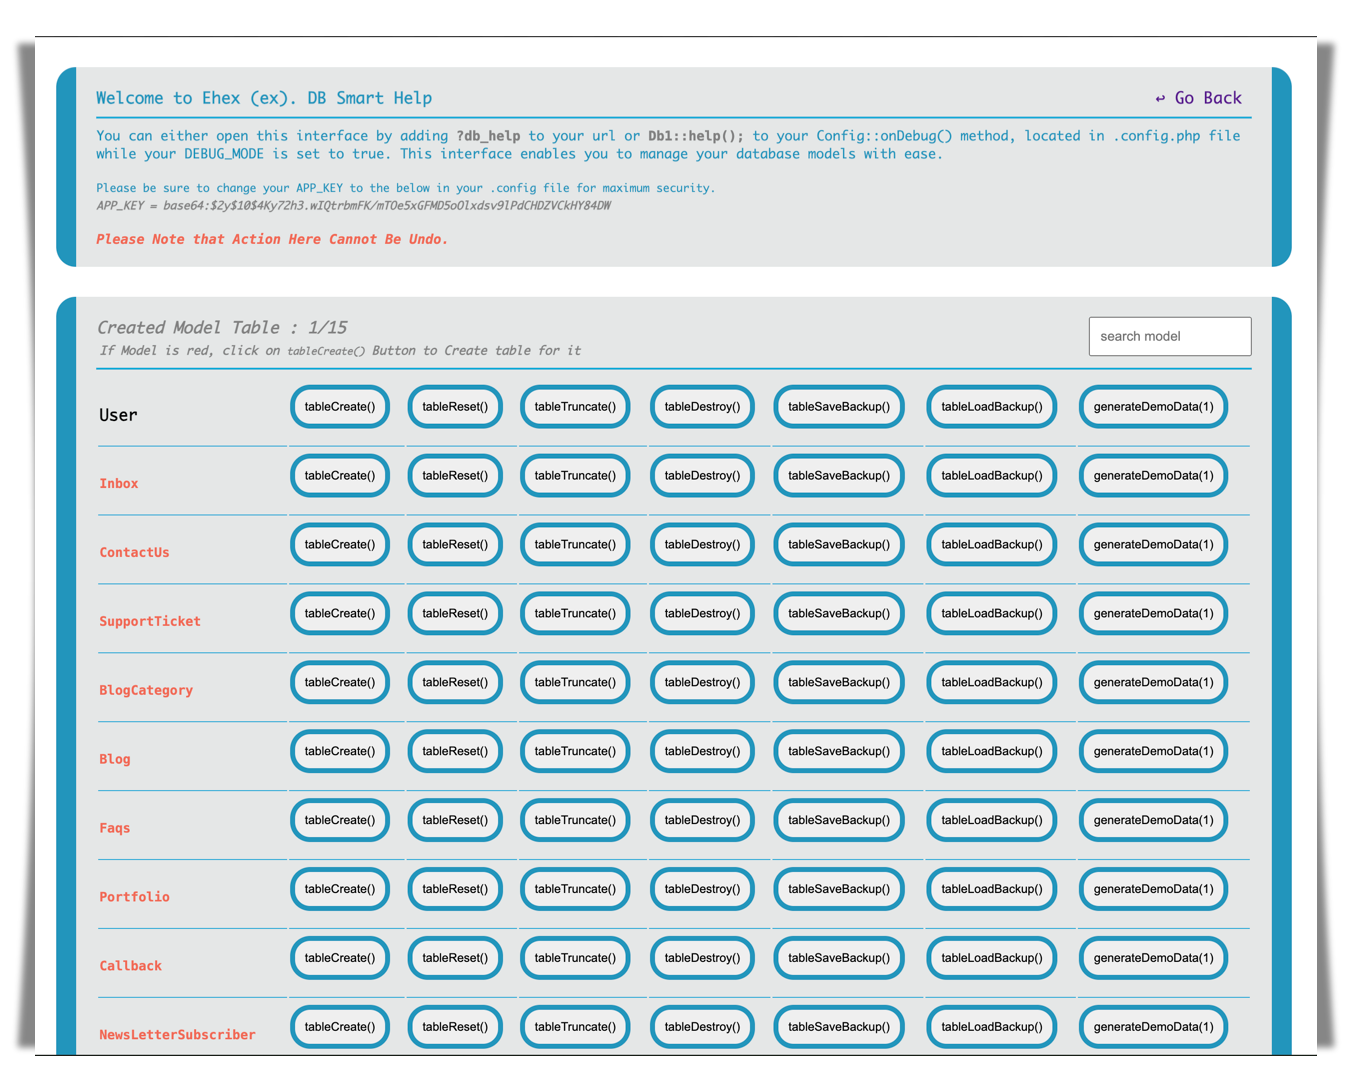 Welcome to Ehex (ex). DB Smart Help
↩ Go Back
You can either open this interface by adding ?db_help to your url or Db1::help(); to your Config::onDebug() method, located in .config.php file
while your DEBUG_MODE is set to true. This interface enables you to manage your database models with ease.
Please be sure to change your APP_KEY to the below in your .config file for maximum security.
APP_KEY = base64:$2y$10$4Ky72h3.wIQtrbmFK/mTOe5xGFMD5oOlxdsv9lPdCHDZVCkHY84DW
Please Note that Action Here Cannot Be Undo.
Created Model Table : 1/15
search model
If Model is red, click on tableCreate() Button to Create table for it
User tableCreate() tableReset() tableTruncate() tableDestroy() tableSaveBackup() tableLoadBackup() generateDemoData(1)
Inbox tableCreate() tableReset() tableTruncate() tableDestroy() tableSaveBackup() tableLoadBackup() generateDemoData(1)
ContactUs tableCreate() tableReset() tableTruncate() tableDestroy() tableSaveBackup() tableLoadBackup() generateDemoData(1)
SupportTicket tableCreate() tableReset() tableTruncate() tableDestroy() tableSaveBackup() tableLoadBackup() generateDemoData(1)
BlogCategory tableCreate() tableReset() tableTruncate() tableDestroy() tableSaveBackup() tableLoadBackup() generateDemoData(1)
Blog tableCreate() tableReset() tableTruncate() tableDestroy() tableSaveBackup() tableLoadBackup() generateDemoData(1)
Faqs tableCreate() tableReset() tableTruncate() tableDestroy() tableSaveBackup() tableLoadBackup() generateDemoData(1)
Portfolio tableCreate() tableReset() tableTruncate() tableDestroy() tableSaveBackup() tableLoadBackup() generateDemoData(1)
Callback tableCreate() tableReset() tableTruncate() tableDestroy() tableSaveBackup() tableLoadBackup() generateDemoData(1)
NewsLetterSubscriber tableCreate() tableReset() tableTruncate() tableDestroy() tableSaveBackup() tableLoadBackup() generateDemoData(1)